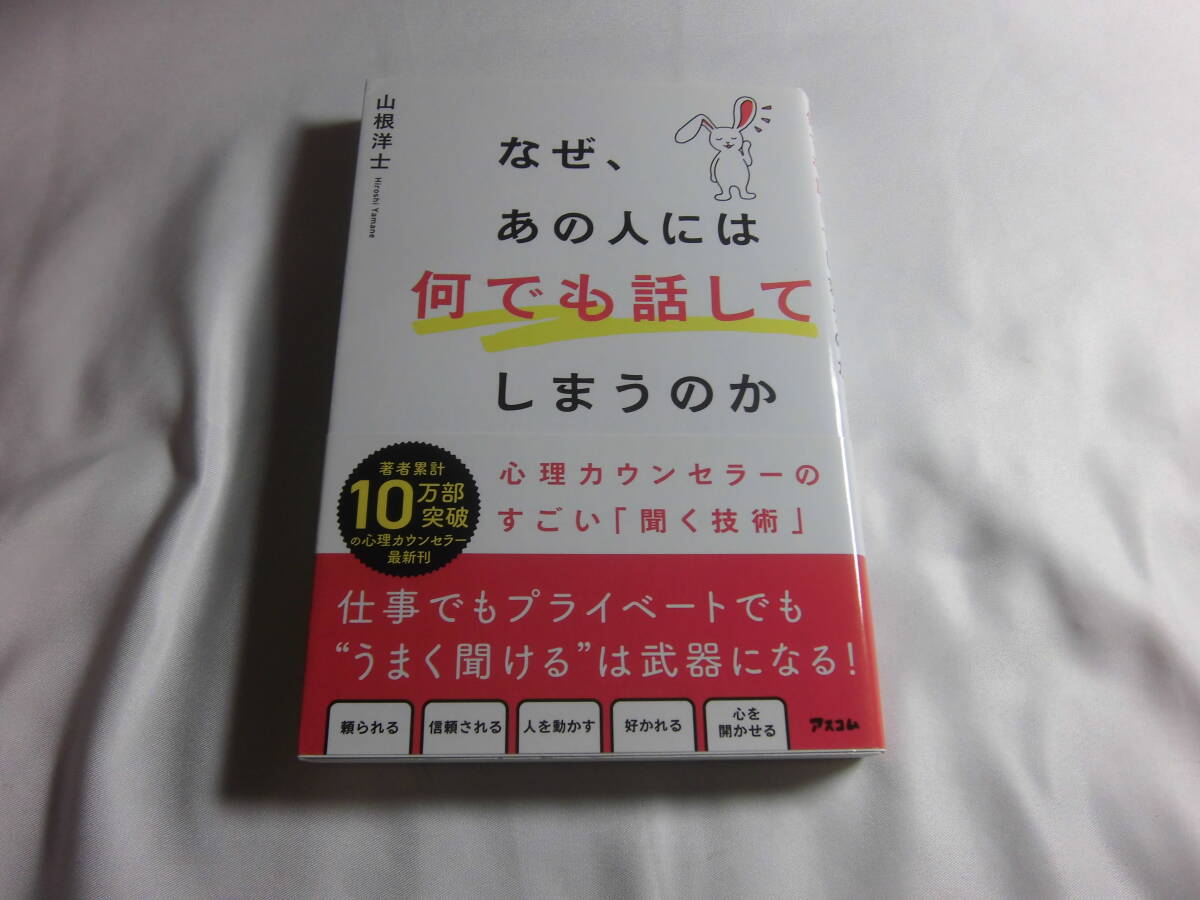 山根洋士
Hiroshi Yamane
なぜ、
あの人には
何でも話して
しまうのか
著者累計
10万部
突破
の心理カウンセラー
最新刊
心理カウンセラーの
すごい「聞く技術」
仕事でもプライベートでも
“うまく聞ける”は武器になる!
頼られる
信頼される
人を動かす
好かれる
心を
開かせる
アスコム